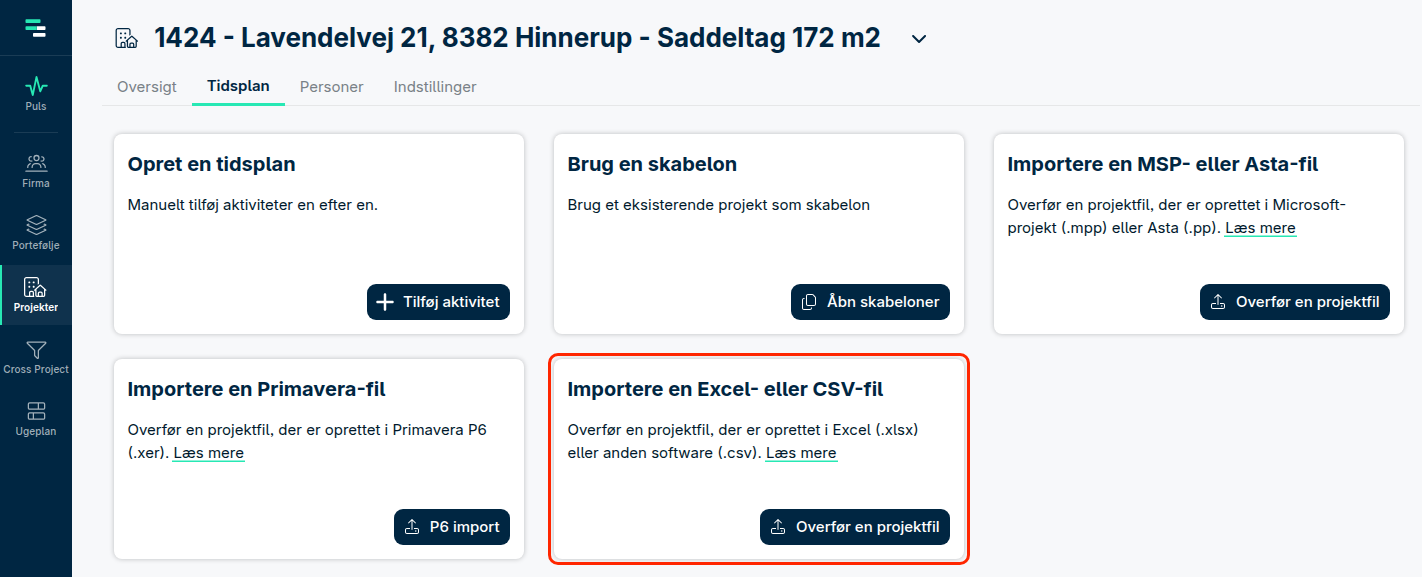 1424 - Lavendelvej 21, 8382 Hinnerup - Saddeltag 172 m2
Oversigt
Tidsplan
Personer
Indstillinger
Puls
Firma
Portefølje
Projekter
Cross Project
Ugeplan
Opret en tidsplan
Manuelt tilføj aktiviteter en efter en.
Tilføj aktivitet
Brug en skabelon
Brug et eksisterende projekt som skabelon
Åbn skabeloner
Importere en MSP- eller Asta-fil
Overfør en projektfil, der er oprettet i Microsoft-
projekt (.mpp) eller Asta (.pp). Læs mere
Overfør en projektfil
Importere en Primavera-fil
Overfør en projektfil, der er oprettet i Primavera P6
(.xer). Læs mere
P6 import
Importere en Excel- eller CSV-fil
Overfør en projektfil, der er oprettet i Excel (.xlsx)
eller anden software (.csv). Læs mere
Overfør en projektfil